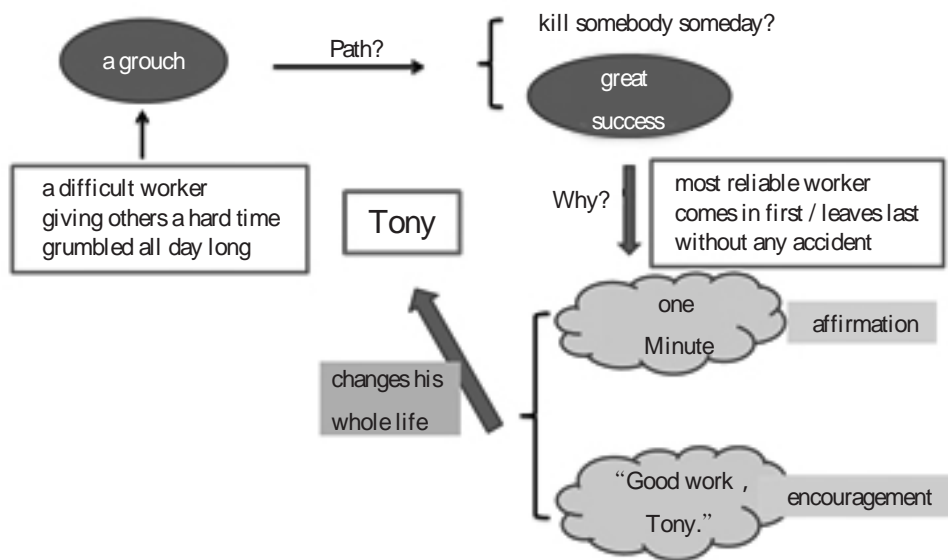 a grouch
Path?
kill somebody someday?
great
success
a difficult worker
giving others a hard time
grumbled all day long
Tony
Why?
most reliable worker
comes in first / leaves last
without any accident
one
Minute
affirmation
changes his
whole life
“Good work ,
Tony.”
encouragement